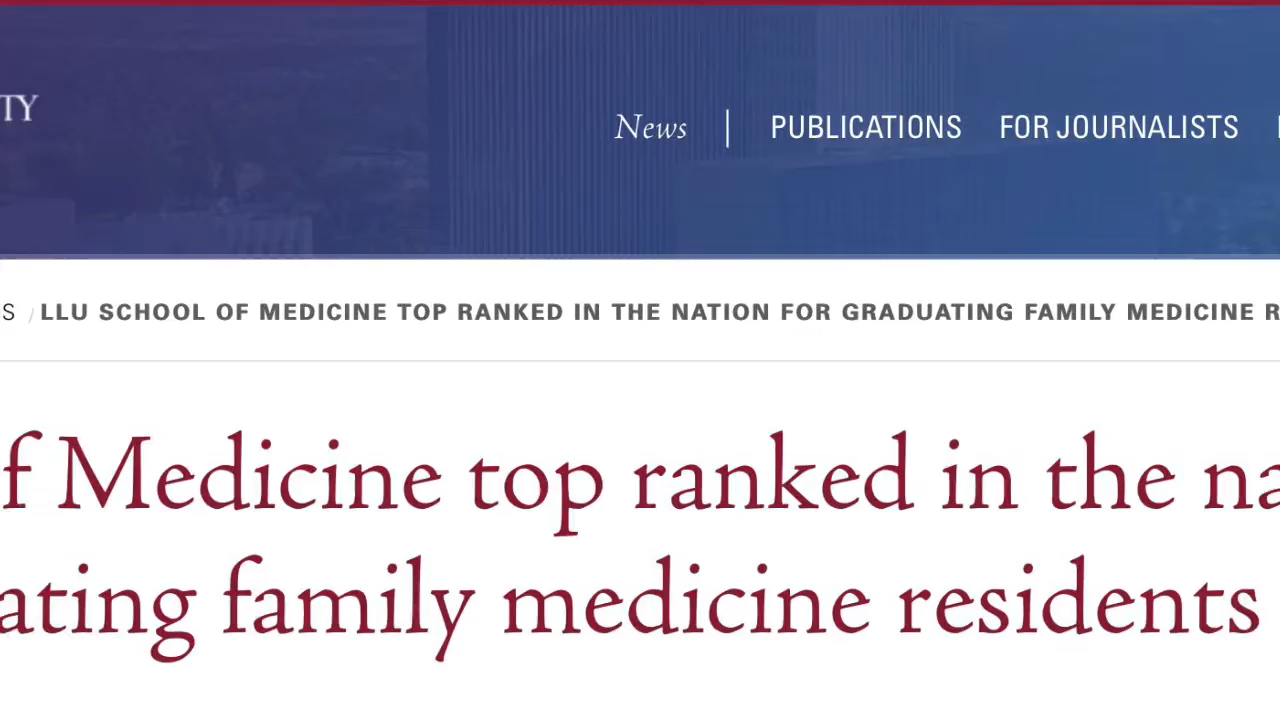 TY
News | PUBLICATIONS FOR JOURNALISTS
S / LLU SCHOOL OF MEDICINE TOP RANKED IN THE NATION FOR GRADUATING FAMILY MEDICINE R
f Medicine top ranked in the na
ating family medicine residents